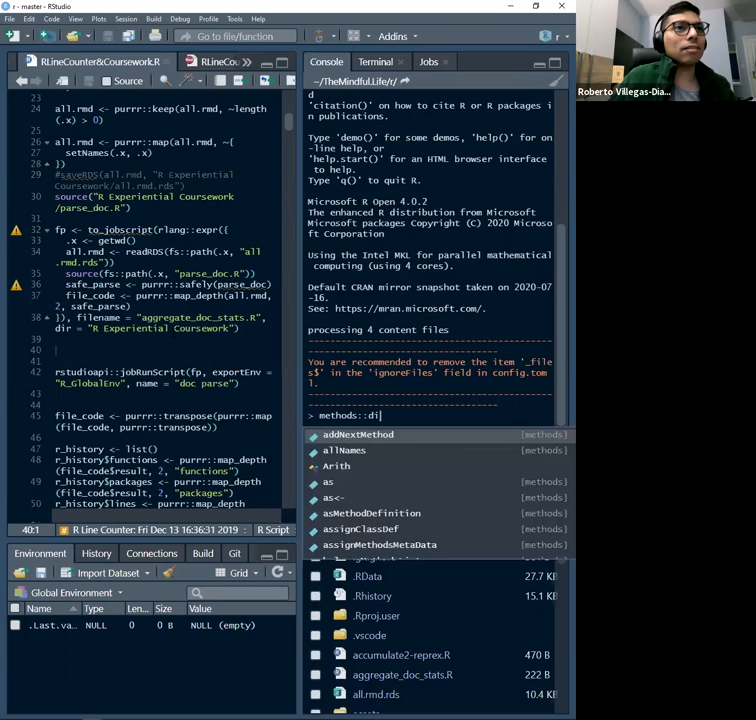 r - master - RStudio
File Edit Code View Plots Session Build Debug Profile Tools Help
Go to file/function
Addins
r
RLineCounter&Coursework.R
RLineCou
Source
23
24 all.rmd <- purrr::keep(all.rmd, ~length
(.x) > 0)
25
26 all.rmd <- purrr::map(all.rmd, ~{
27 setNames(.x, .x)
28 })
29 #saveRDS(all.rmd, "R Experiential
Coursework/all.rmd.rds")
30 source("R Experiential Coursework
/parse_doc.R")
31
32 fp <- to_jobscript(rlang::expr({
33 .x <- getwd()
34 all.rmd <- readRDS(fs::path(.x, "all
.rmd.rds"))
35 source(fs::path(.x, "parse_doc.R"))
36 safe_parse <- purrr::safely(parse_doc)
37 file_code <- purrr::map_depth(all.rmd,
2, safe_parse)
38 }), filename = "aggregate_doc_stats.R",
dir = "R Experiential Coursework")
39
40
41
42 rstudioapi::jobRunScript(fp, exportEnv =
"R_GlobalEnv", name = "doc parse")
44
45 file_code <- purrr::transpose(purrr::map
(file_code, purrr::transpose))
46
47 r_history <- list()
48 r_history$functions <- purrr::map_depth
(file_code$result, 2, "functions")
49 r_history$packages <- purrr::map_depth
(file_code$result, 2, "packages")
50 r_history$lines <- purrr::map_depth
40:1 R Line Counter: Fri Dec 13 16:36:31 2019 R Script
Console Terminal Jobs
~/TheMindful.Life/r/
d
'citation()' on how to cite R or R packages i
n publications.
Type 'demo()' for some demos, 'help()' for on
-line help, or
'help.start()' for an HTML browser interface
to help.
Type 'q()' to quit R.
Microsoft R Open 4.0.2
The enhanced R distribution from Microsoft
Microsoft packages Copyright (C) 2020 Microso
ft Corporation
Using the Intel MKL for parallel mathematical
computing (using 4 cores).
Default CRAN mirror snapshot taken on 2020-07
-16.
See: https://mran.microsoft.com/.
processing 4 content files
You are recommended to remove the item '_file
s$' in the 'ignoreFiles' field in config.tom
l.
> methods::di
addNextMethod {methods}
allNames {methods}
Arith
as {methods}
as<- {methods}
asMethodDefinition {methods}
assignClassDef {methods}
assignMethodsMetaData {methods}
.RData 27.7 KB
.Rhistory 15.1 KB
.Rproj.user
.vscode
accumulate2-reprex.R 470 B
aggregate_doc_stats.R 222 B
all.rmd.rds 10.4 KB
Environment History Connections Build Git
Import Dataset
Grid
Global Environment
Name Type Len... Size Value
.Last.va... NULL 0 0 B NULL (empty)
Roberto Villegas-Dia...